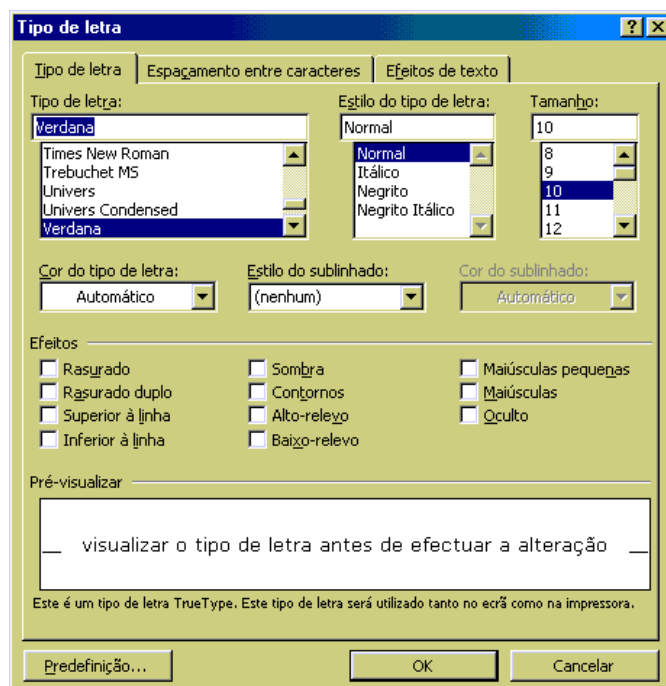 Tipo de letra
Tipo de letra Espaçamento entre caracteres Efeitos de texto
Tipo de letra: Estilo do tipo de letra: Tamanho:
Verdana Normal 10
Times New Roman Normal 8
Trebuchet MS Itálico 9
Univers Negrito 10
Univers Condensed Negrito Itálico 11
Verdana 12
Cor do tipo de letra: Estilo do sublinhado: Cor do sublinhado:
Automático (nenhum) Automático
Efeitos
Rasurado Sombra Maiúsculas pequenas
Rasurado duplo Contornos Maiúsculas
Superior à linha Alto-relevo Oculto
Inferior à linha Baixo-relevo
Pré-visualizar
visualizar o tipo de letra antes de efectuar a alteração
Este é um tipo de letra TrueType. Este tipo de letra será utilizado tanto no ecrã como na impressora.
Predefinição... OK Cancelar